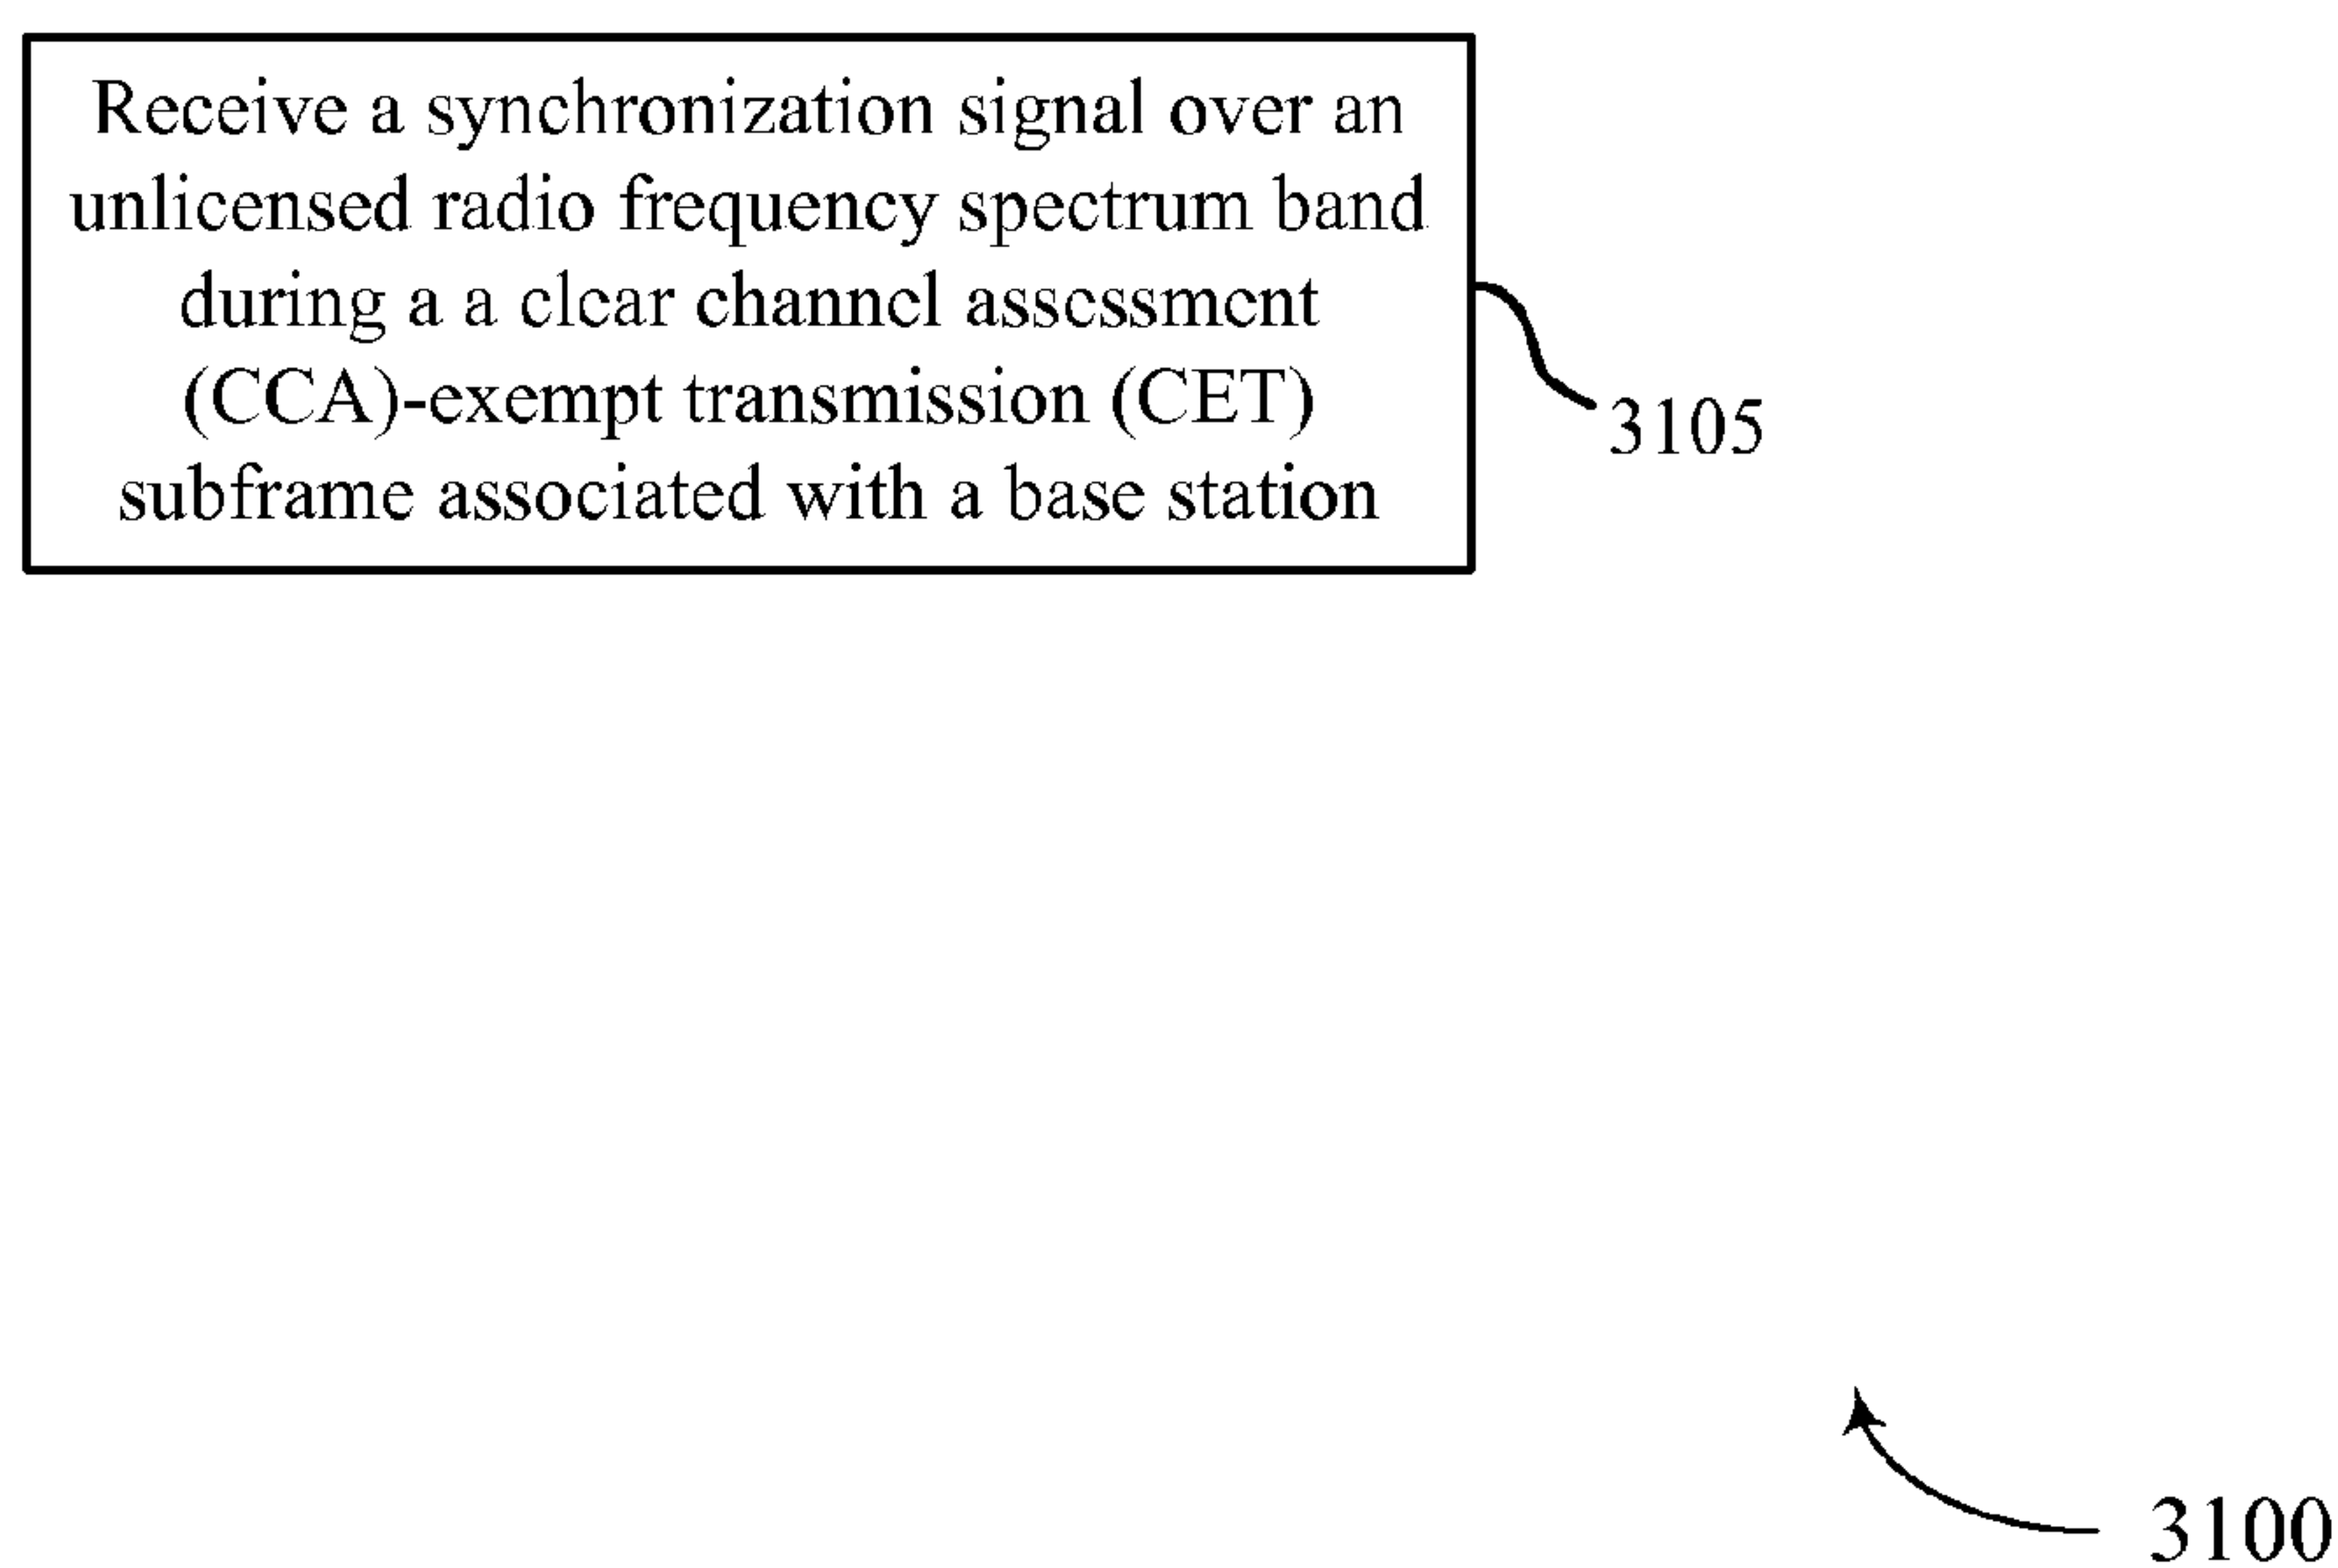 Receive a synchronization signal over an
unlicensed radio frequency spectrum band
during a a clear channel assessment
(CCA)-exempt transmission (CET)
subframe associated with a base station
3105
3100